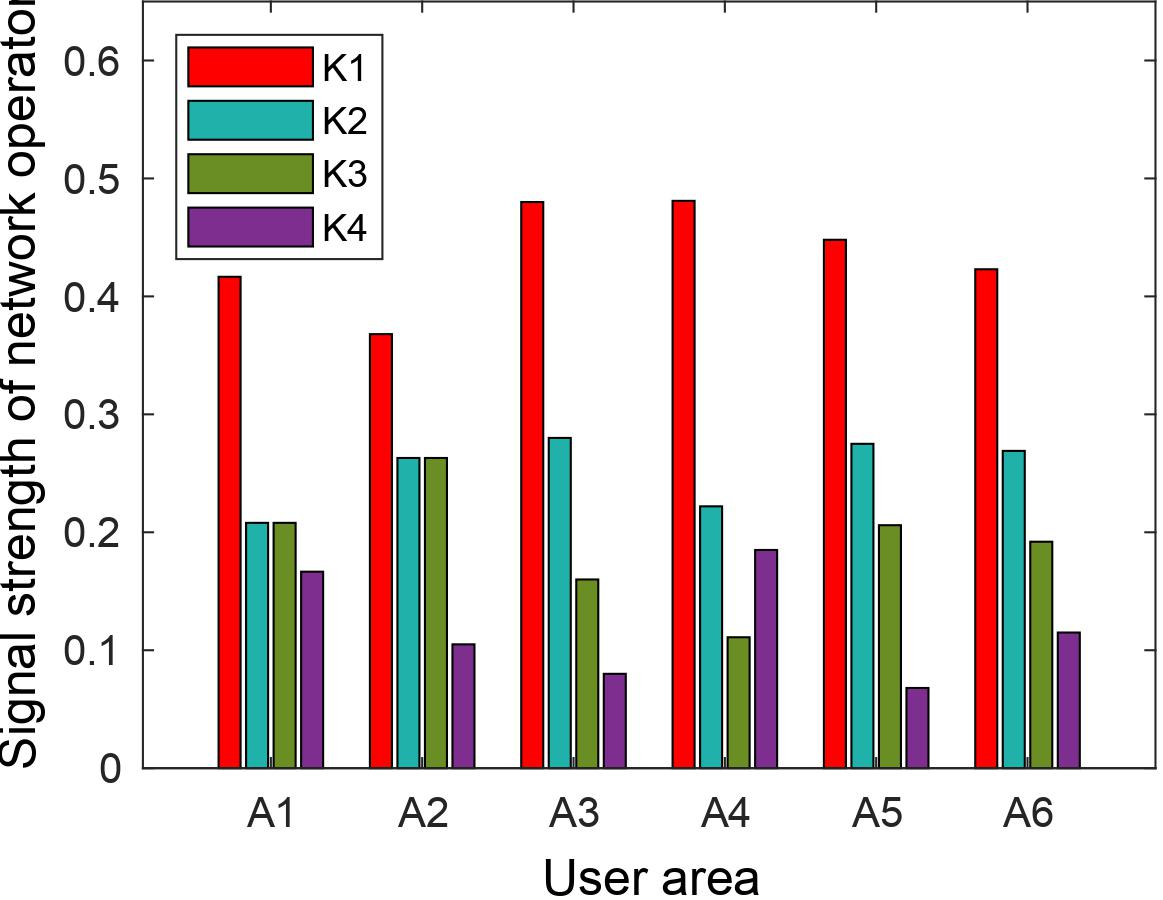 Signal strength of network operator
0.6
0.5
0.4
0.3
0.2
0.1
0
K1
K2
K3
K4
A1 A2 A3 A4 A5 A6
User area